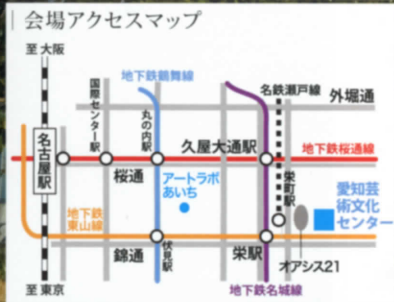 会場アクセスマップ
至 大阪
国際センター駅
地下鉄鶴舞線
丸の内駅
名鉄瀬戸線
外堀通
名古屋駅
久屋大通駅
地下鉄桜通線
桜通
アートラボ
あいち
栄町駅
愛知芸
術文化
センター
地下鉄
東山線
錦通
伏見駅
栄駅
オアシス21
至 東京
地下鉄名城線